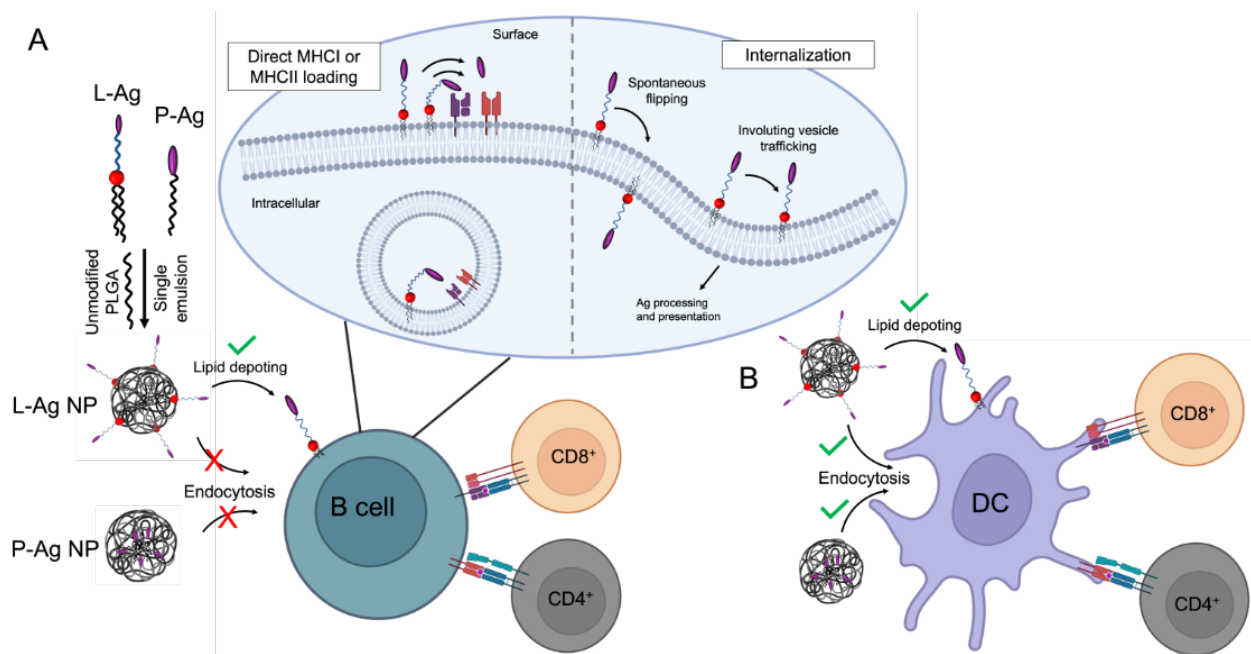 A
L-Ag
P-Ag
Unmodified
PLGA
Single
emulsion
Surface
Direct MHCI or
MHCII loading
Internalization
Spontaneous
flipping
Involuting vesicle
trafficking
Intracellular
Ag processing
and presentation
Lipid depoting
L-Ag NP
Endocytosis
P-Ag NP
B cell
CD8+
CD4+
B
Lipid depoting
Endocytosis
DC
CD8+
CD4+